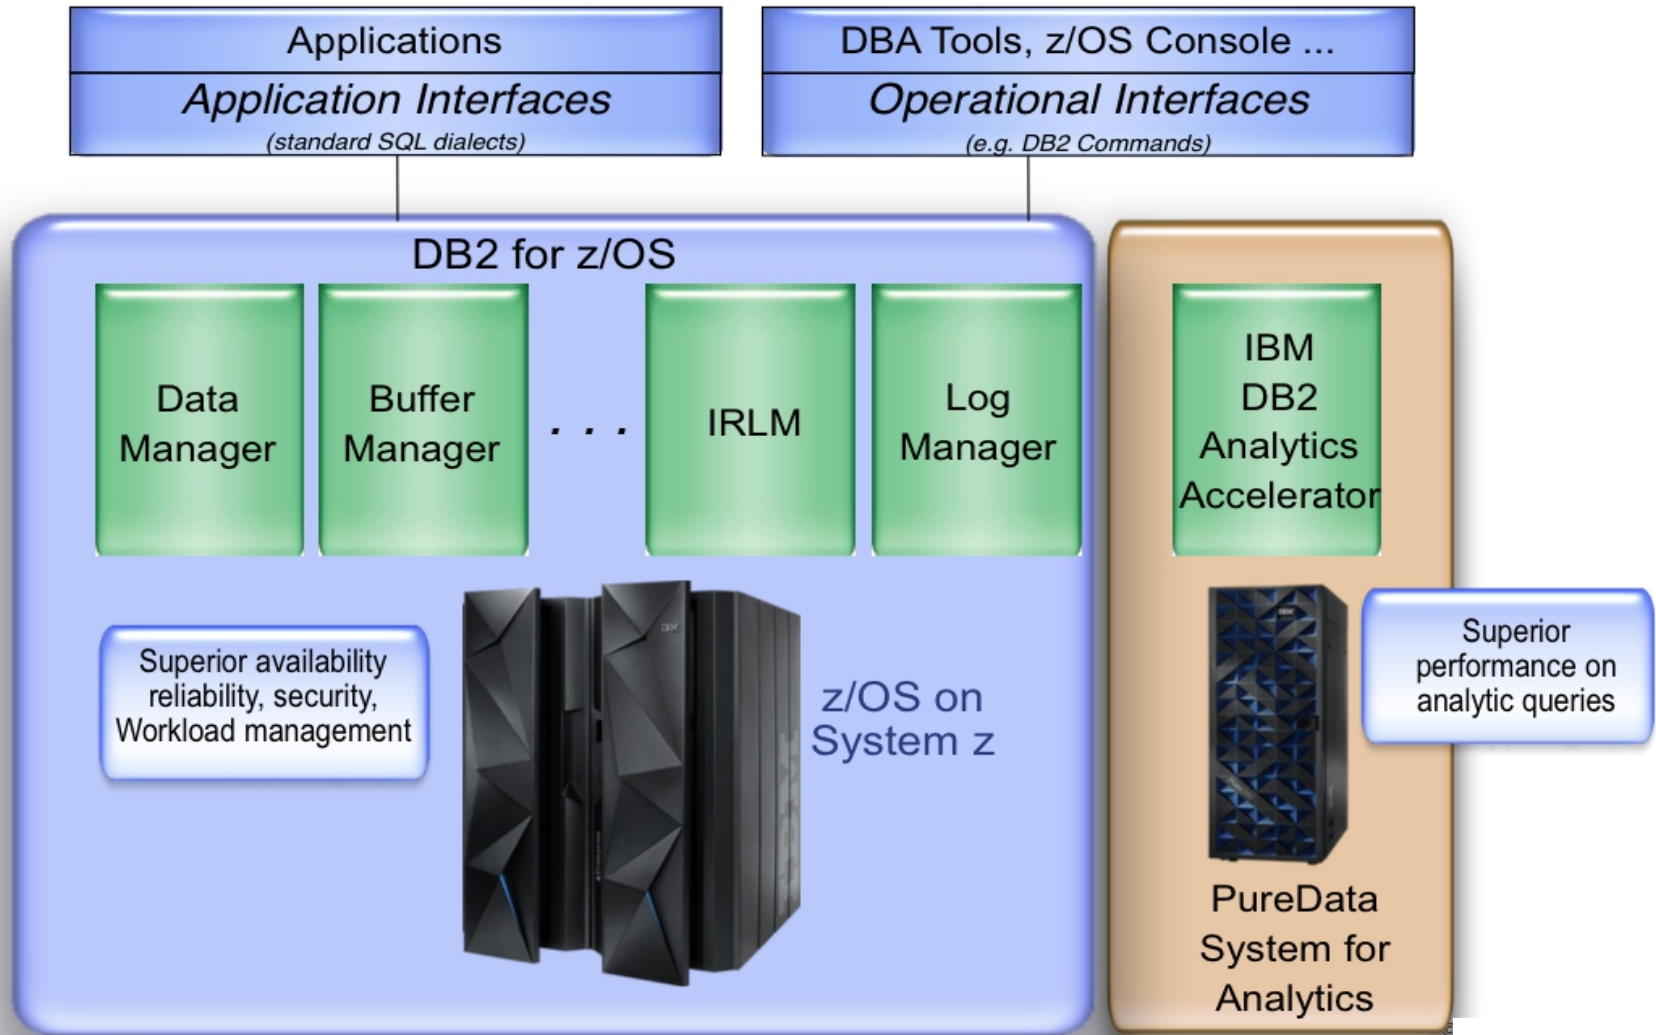 Applications
Application Interfaces
(standard SQL dialects)
DBA Tools, z/OS Console ...
Operational Interfaces
(e.g. DB2 Commands)
DB2 for z/OS
Data
Manager
Buffer
Manager
. . .
IRLM
Log
Manager
IBM
DB2
Analytics
Accelerator
Superior availability
reliability, security,
Workload management
IBM
z/OS on
System z
IBM
Superior
performance on
analytic queries
PureData
System for
Analytics